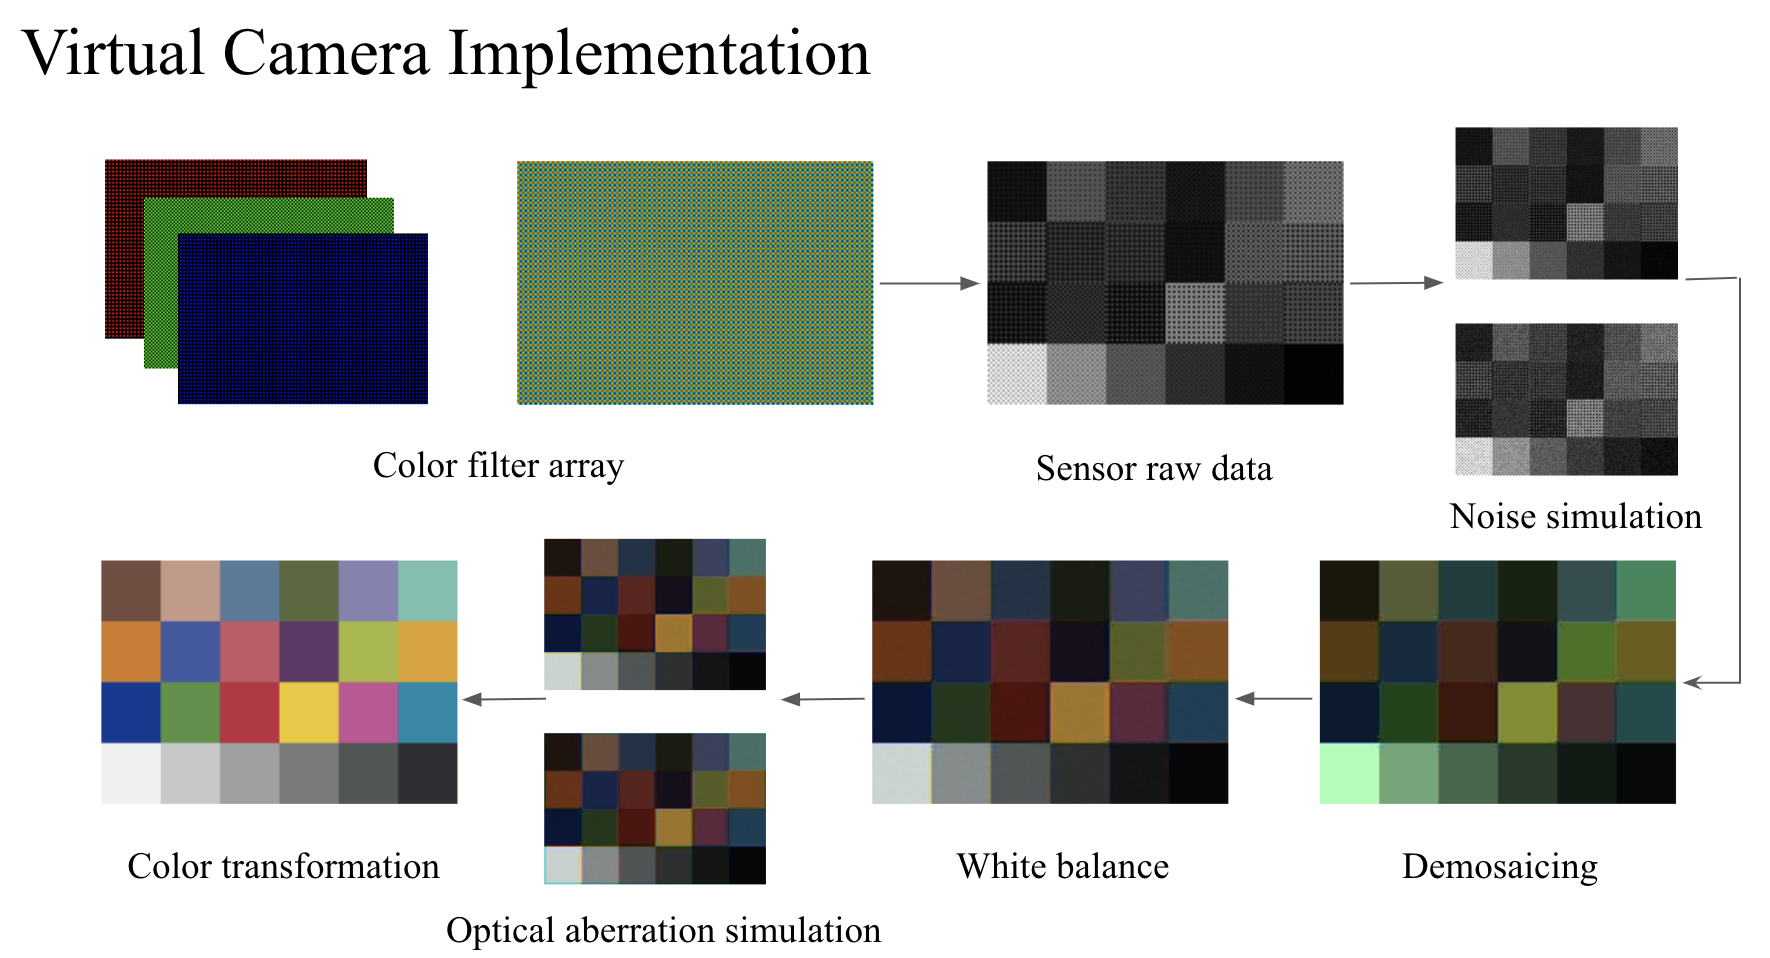 Virtual Camera Implementation
Color filter array
Sensor raw data
Noise simulation
Color transformation
White balance
Demosaicing
Optical aberration simulation